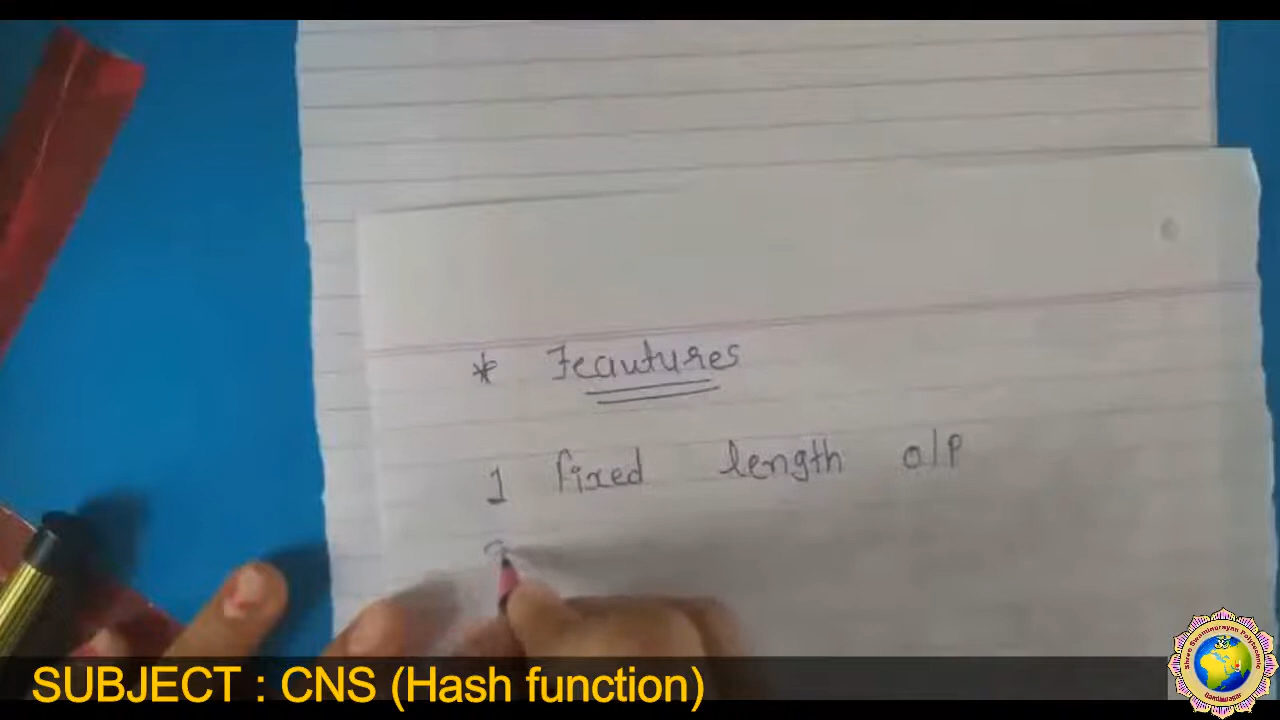 * Feautures
1 fixed length o/p
SUBJECT : CNS (Hash function)